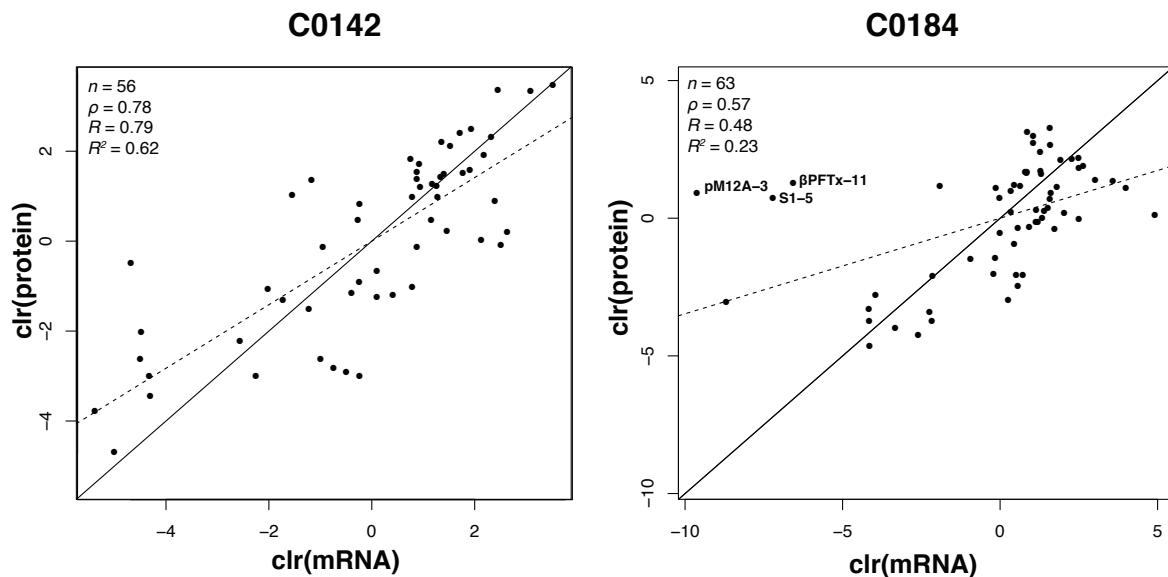 C0142
n = 56
ρ = 0.78
R = 0.79
R² = 0.62
clr(protein)
2
0
−2
−4
−4
−2
0
2
clr(mRNA)
C0184
n = 63
ρ = 0.57
R = 0.48
R² = 0.23
pM12A−3
βPFTx−11
S1−5
clr(protein)
5
0
−5
−10
−10
−5
0
5
clr(mRNA)